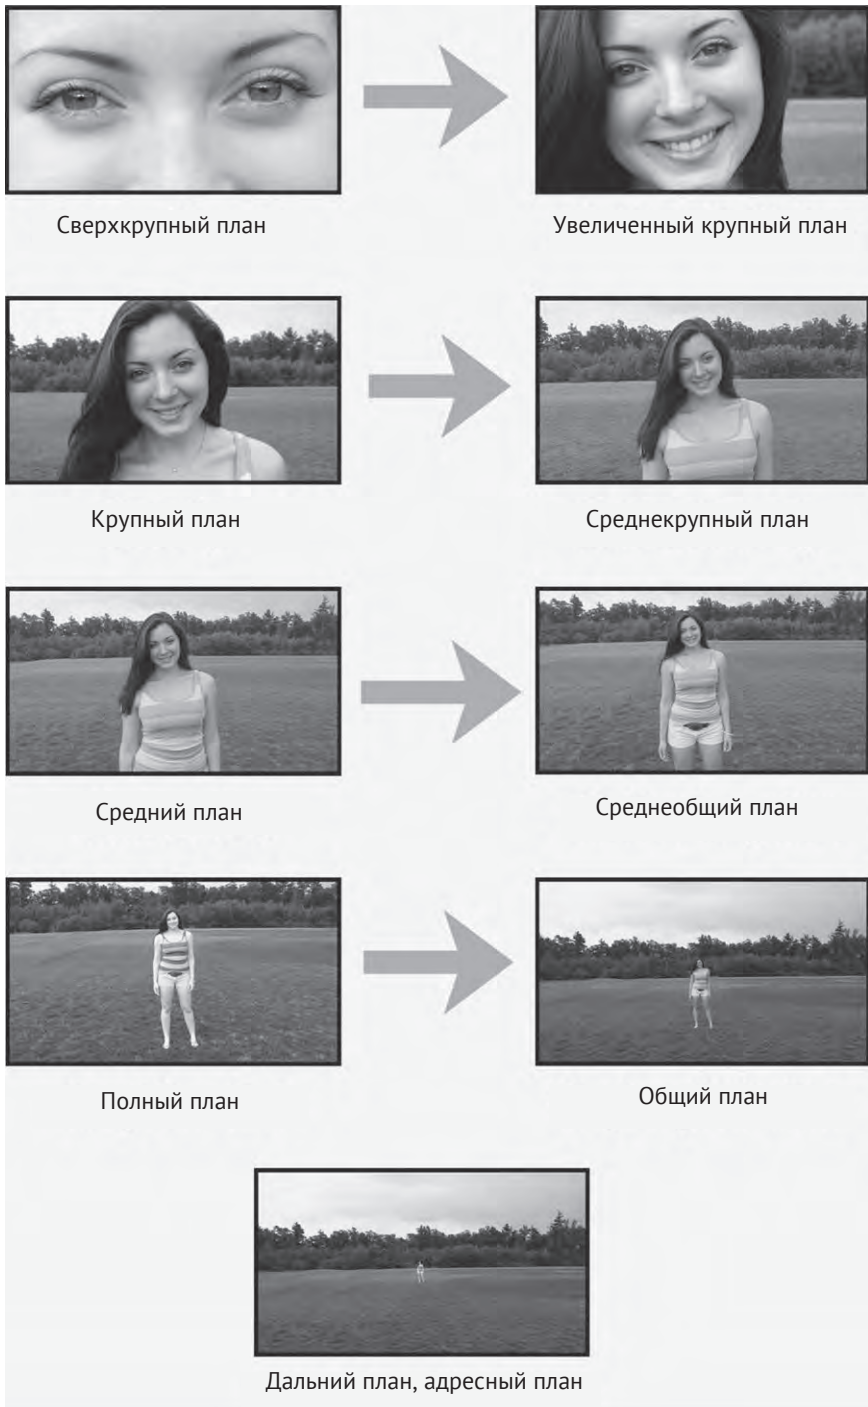 Сверхкрупный план
Увеличенный крупный план
Крупный план
Среднекрупный план
Средний план
Среднеобщий план
Полный план
Общий план
Дальний план, адресный план